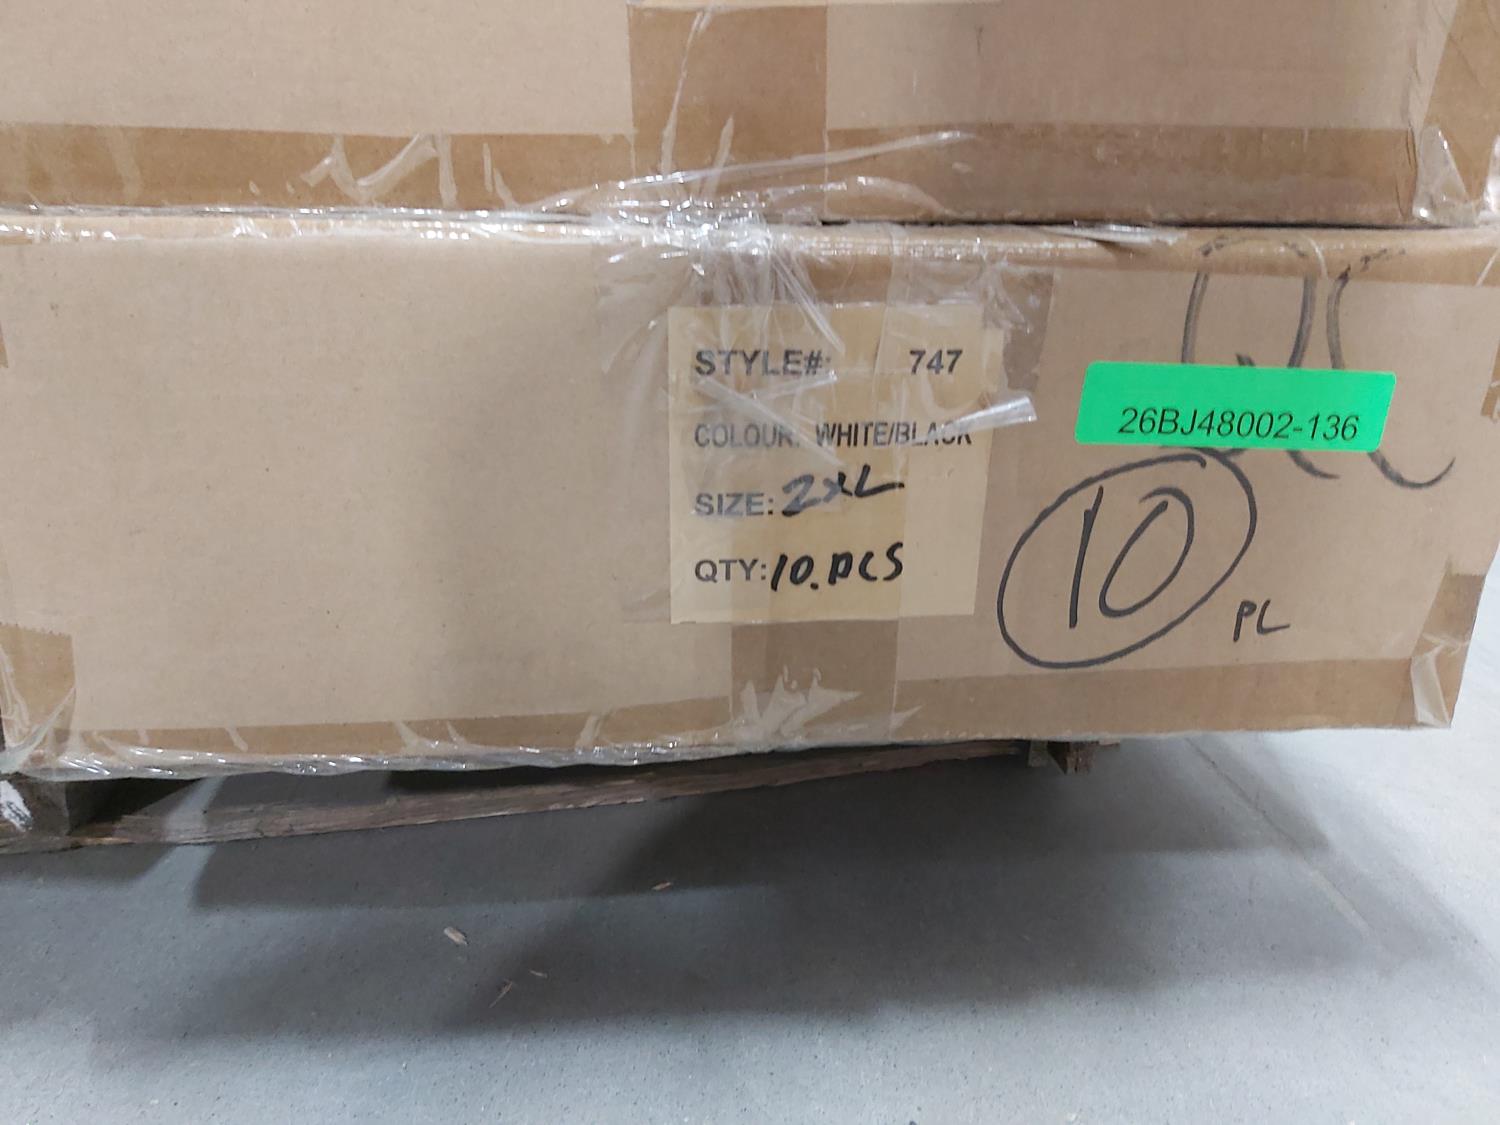 STYLE#: 747
COLOUR: WHITE/BLACK
SIZE: 2XL
QTY: 10.PCS
26BJ48002-136
10
PL